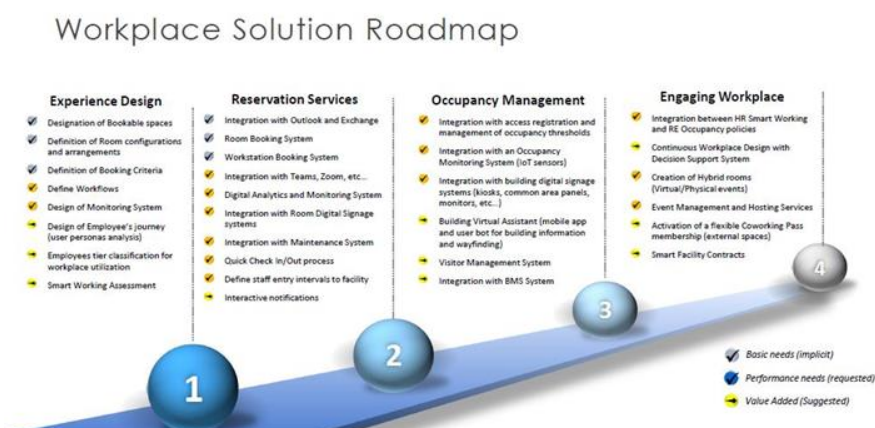 Workplace Solution Roadmap
Experience Design
Designation of Bookable spaces
Definition of Room configurations
and arrangements
Definition of Booking Criteria
Define Workflows
Design of Monitoring System
Design of Employee's journey
(user personas analysis)
Employees tier classification for
workplace utilization
Smart Working Assessment
Reservation Services
Integration with Outlook and Exchange
Room Booking System
Workstation Booking System
Integration with Teams, Zoom, etc...
Digital Analytics and Monitoring System
Integration with Room Digital Signage
systems
Integration with Maintenance System
Quick Check In/Out process
Define staff entry intervals to facility
Interactive notifications
Occupancy Management
Integration with access registration and
management of occupancy thresholds
Integration with an Occupancy
Monitoring System (IoT sensors)
Integration with building digital signage
systems (kiosks, common area panels,
monitors, etc...)
Building Virtual Assistant (mobile app
and user bot for building information
and wayfinding)
Visitor Management System
Integration with BMS System
Engaging Workplace
Integration between HR Smart Working
and RE Occupancy policies
Continuous Workplace Design with
Decision Support System
Creation of Hybrid rooms
(Virtual/Physical events)
Event Management and Hosting Services
Activation of a flexible Coworking Pass
membership (external spaces)
Smart Facility Contracts
1
2
3
4
Basic needs (implicit)
Performance needs (requested)
Value Added (Suggested)